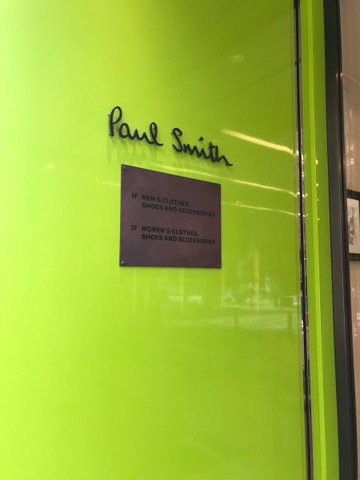 Paul Smith
1F MEN'S CLOTHES,
SHOES AND ACCESSORIES
2F WOMEN'S CLOTHES,
SHOES AND ACCESSORIES